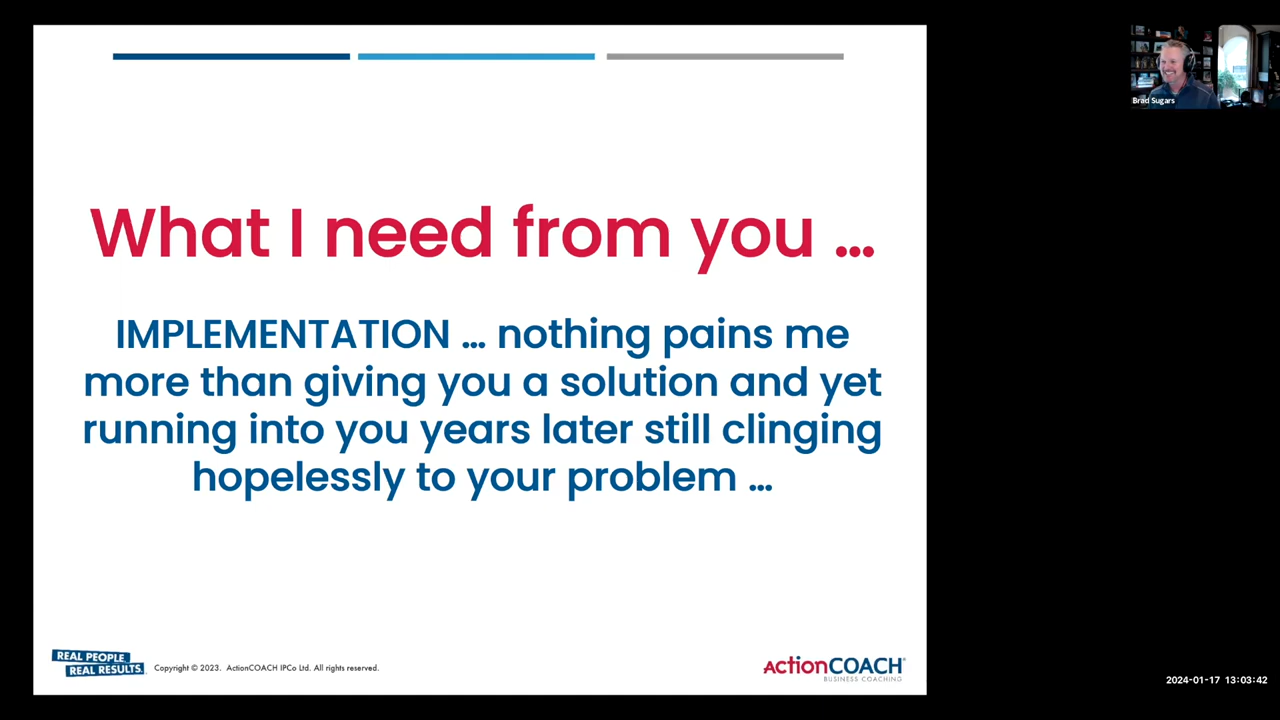 What I need from you ...
IMPLEMENTATION ... nothing pains me
more than giving you a solution and yet
running into you years later still clinging
hopelessly to your problem ...
REAL PEOPLE.
REAL RESULTS.
Copyright © 2023. ActionCOACH IPCo Ltd. All rights reserved.
actionCOACH®
BUSINESS COACHING
Brad Sugars
2024-01-17 13:03:42